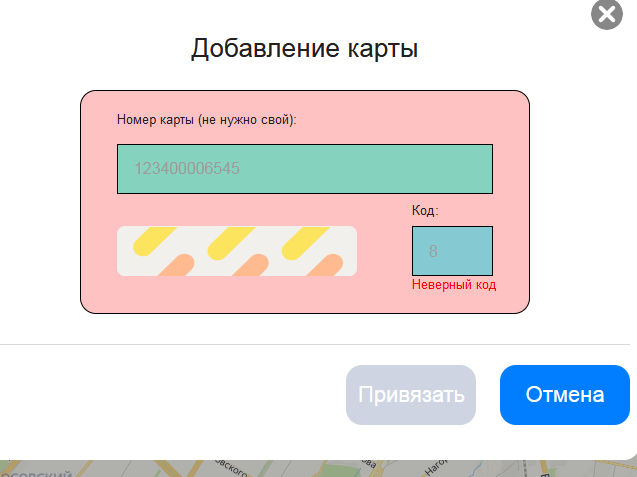 Добавление карты
Номер карты (не нужно свой):
123400006545
Код:
8
Неверный код
Привязать
Отмена